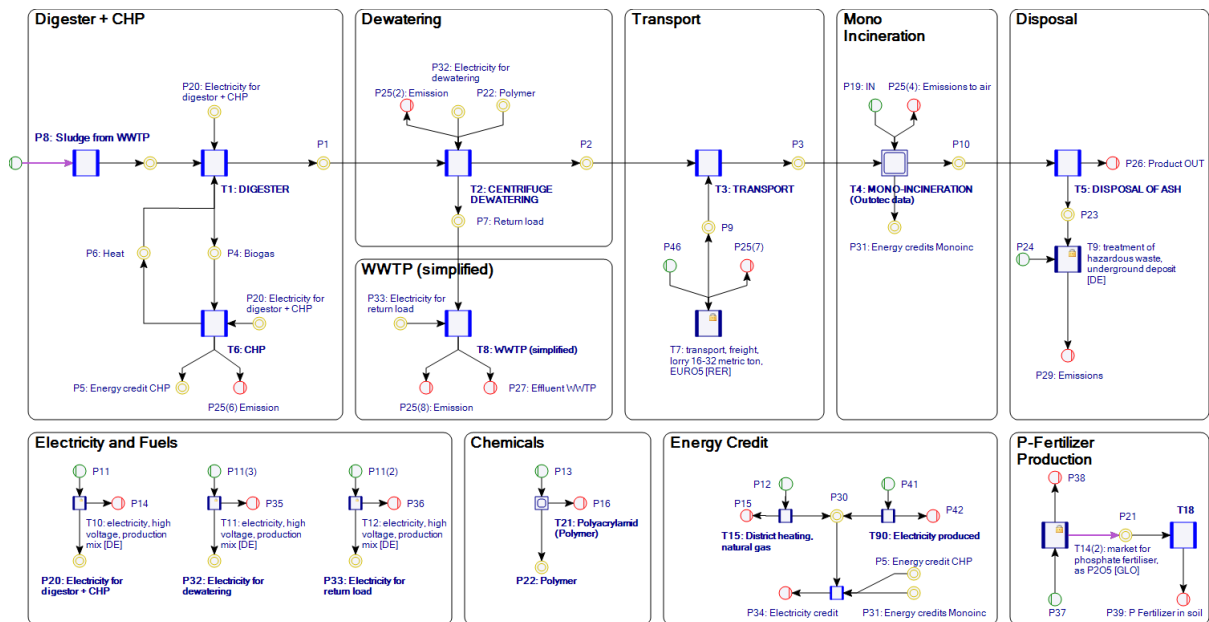 Digester + CHP
P20: Electricity for
digestor + CHP
P8: Sludge from WWTP
P1
T1: DIGESTER
P6: Heat
P4: Biogas
P20: Electricity for
digestor + CHP
T6: CHP
P5: Energy credit CHP
P25(6) Emission
Dewatering
P32: Electricity for
dewatering
P25(2): Emission
P22: Polymer
P2
T2: CENTRIFUGE
DEWATERING
P7: Return load
WWTP (simplified)
P33: Electricity for
return load
T8: WWTP (simplified)
P27: Effluent WWTP
P25(8): Emission
Transport
P3
T3: TRANSPORT
P9
P46
P25(7)
T7: transport, freight,
lorry 16-32 metric ton,
EURO5 [RER]
Mono
Incineration
P19: IN
P25(4): Emissions to air
P10
T4: MONO-INCINERATION
(Outotec data)
P31: Energy credits Monoinc
Disposal
P26: Product OUT
T5: DISPOSAL OF ASH
P23
P24
T9: treatment of
hazardous waste,
underground deposit
[DE]
P29: Emissions
Electricity and Fuels
P11
P14
T10: electricity, high
voltage, production
mix [DE]
P20: Electricity for
digestor + CHP
P11(3)
P35
T11: electricity, high
voltage, production
mix [DE]
P32: Electricity for
dewatering
P11(2)
P36
T12: electricity, high
voltage, production
mix [DE]
P33: Electricity for
return load
Chemicals
P13
P16
T21: Polyacrylamid
(Polymer)
P22: Polymer
Energy Credit
P12
P41
P15
P30
P42
T15: District heating,
natural gas
T90: Electricity produced
P5: Energy credit CHP
P34: Electricity credit
P31: Energy credits Monoinc
P-Fertilizer
Production
P38
P21
T18
T14(2): market for
phosphate fertiliser,
as P2O5 [GLO]
P37
P39: P Fertilizer in soil